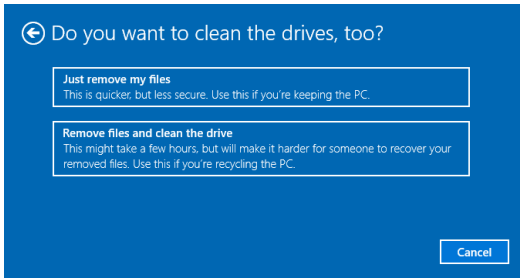 Do you want to clean the drives, too?
Just remove my files
This is quicker, but less secure. Use this if you're keeping the PC.
Remove files and clean the drive
This might take a few hours, but will make it harder for someone to recover your
removed files. Use this if you're recycling the PC.
Cancel